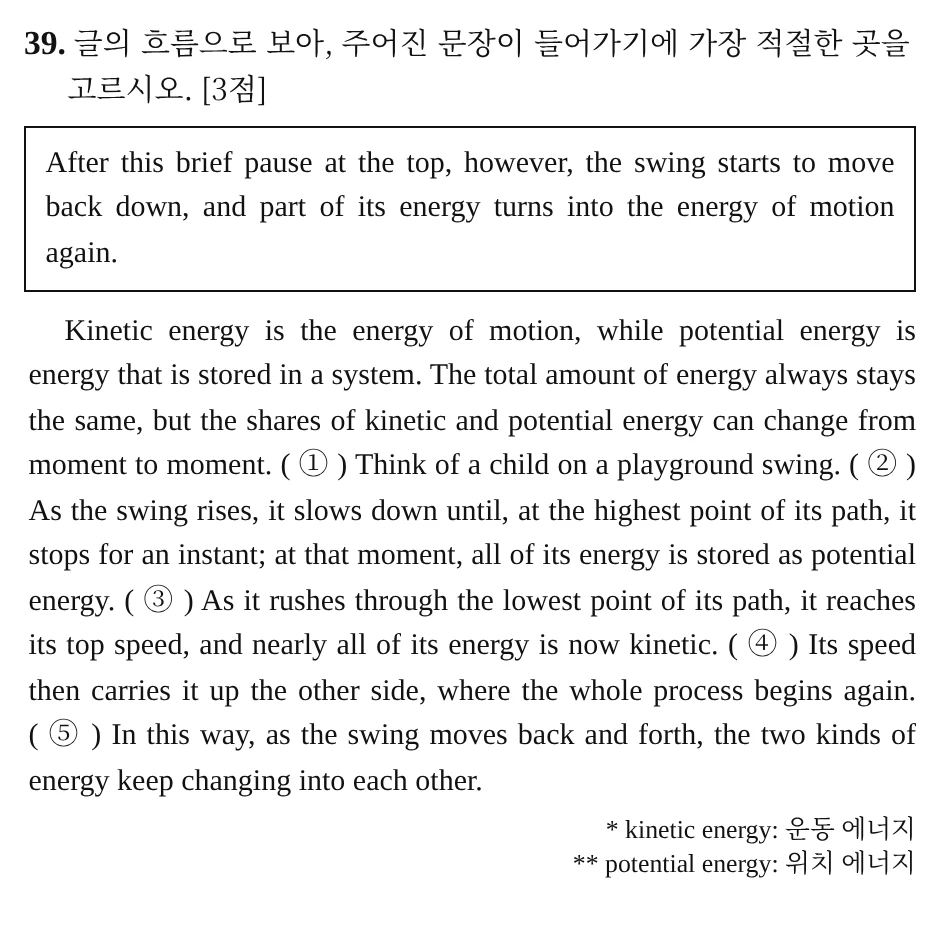 39. 글의 흐름으로 보아, 주어진 문장이 들어가기에 가장 적절한 곳을
고르시오. [3점]
After this brief pause at the top, however, the swing starts to move
back down, and part of its energy turns into the energy of motion
again.
Kinetic energy is the energy of motion, while potential energy is
energy that is stored in a system. The total amount of energy always stays
the same, but the shares of kinetic and potential energy can change from
moment to moment. ( ① ) Think of a child on a playground swing. ( ② )
As the swing rises, it slows down until, at the highest point of its path, it
stops for an instant; at that moment, all of its energy is stored as potential
energy. ( ③ ) As it rushes through the lowest point of its path, it reaches
its top speed, and nearly all of its energy is now kinetic. ( ④ ) Its speed
then carries it up the other side, where the whole process begins again.
( ⑤ ) In this way, as the swing moves back and forth, the two kinds of
energy keep changing into each other.
* kinetic energy: 운동 에너지
** potential energy: 위치 에너지